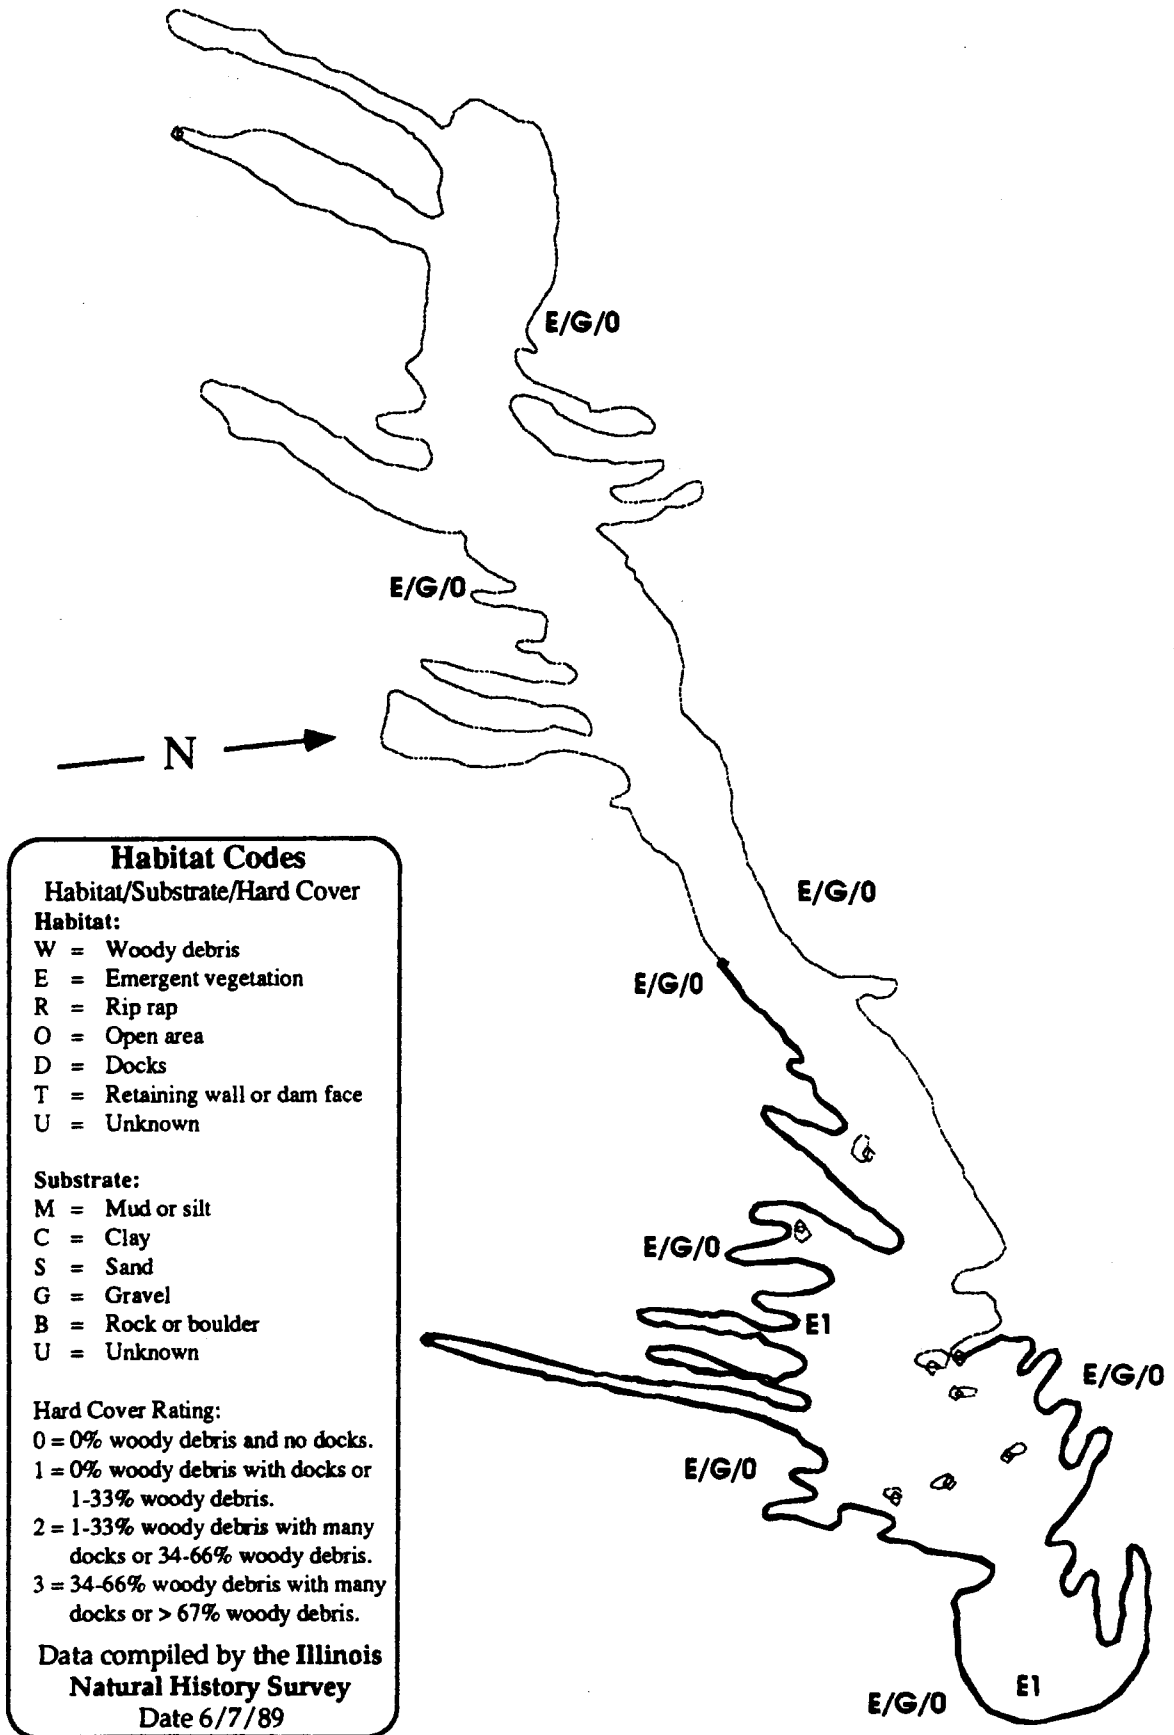 E/G/0
E/G/0
N
E/G/0
E/G/0
E/G/0
E1
E/G/0
E/G/0
E1
E/G/0
Habitat Codes
Habitat/Substrate/Hard Cover
Habitat:
W = Woody debris
E = Emergent vegetation
R = Rip rap
O = Open area
D = Docks
T = Retaining wall or dam face
U = Unknown
Substrate:
M = Mud or silt
C = Clay
S = Sand
G = Gravel
B = Rock or boulder
U = Unknown
Hard Cover Rating:
0 = 0% woody debris and no docks.
1 = 0% woody debris with docks or
1-33% woody debris.
2 = 1-33% woody debris with many
docks or 34-66% woody debris.
3 = 34-66% woody debris with many
docks or > 67% woody debris.
Data compiled by the Illinois
Natural History Survey
Date 6/7/89